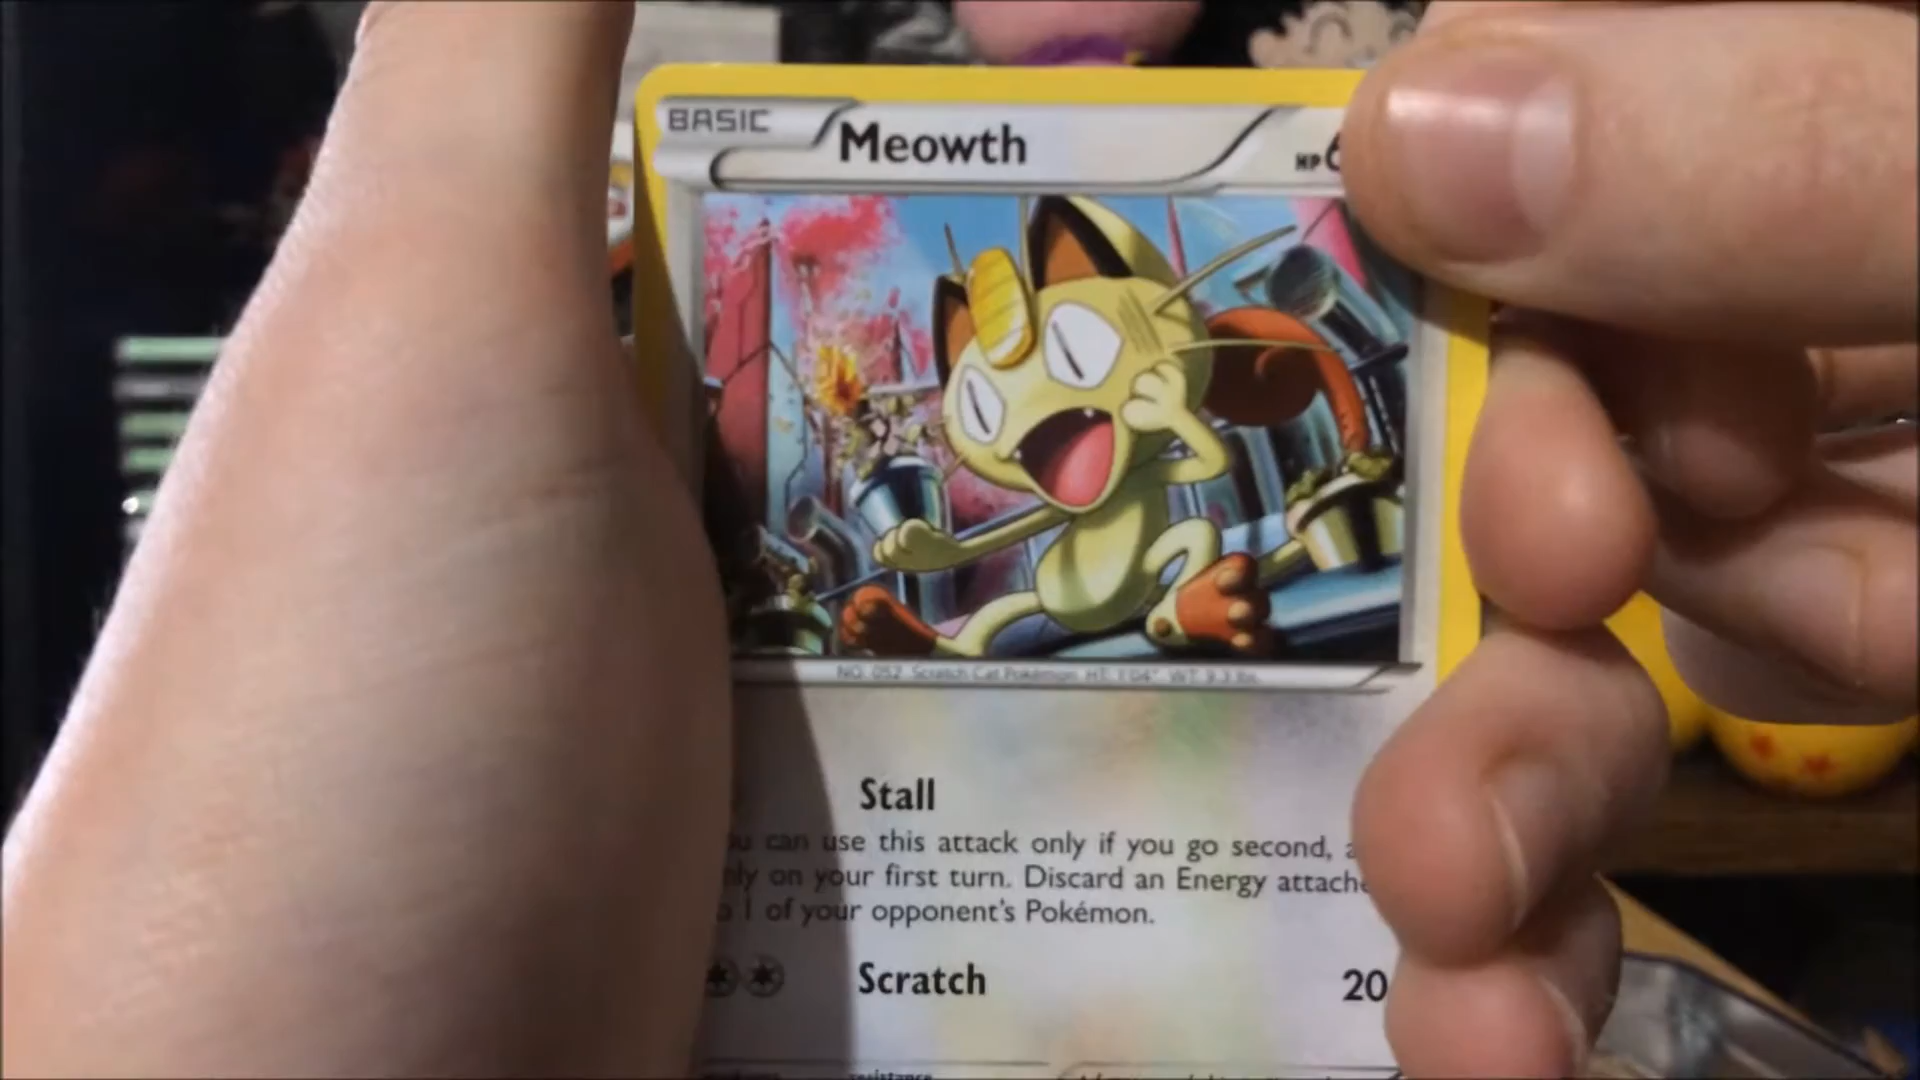 BASIC
Meowth
HP 6
NO. 052 Scratch Cat Pokémon HT: 1'04" WT: 9.3 lbs.
Stall
can use this attack only if you go second,
on your first turn. Discard an Energy attache
1 of your opponent's Pokémon.
Scratch 20
resistance